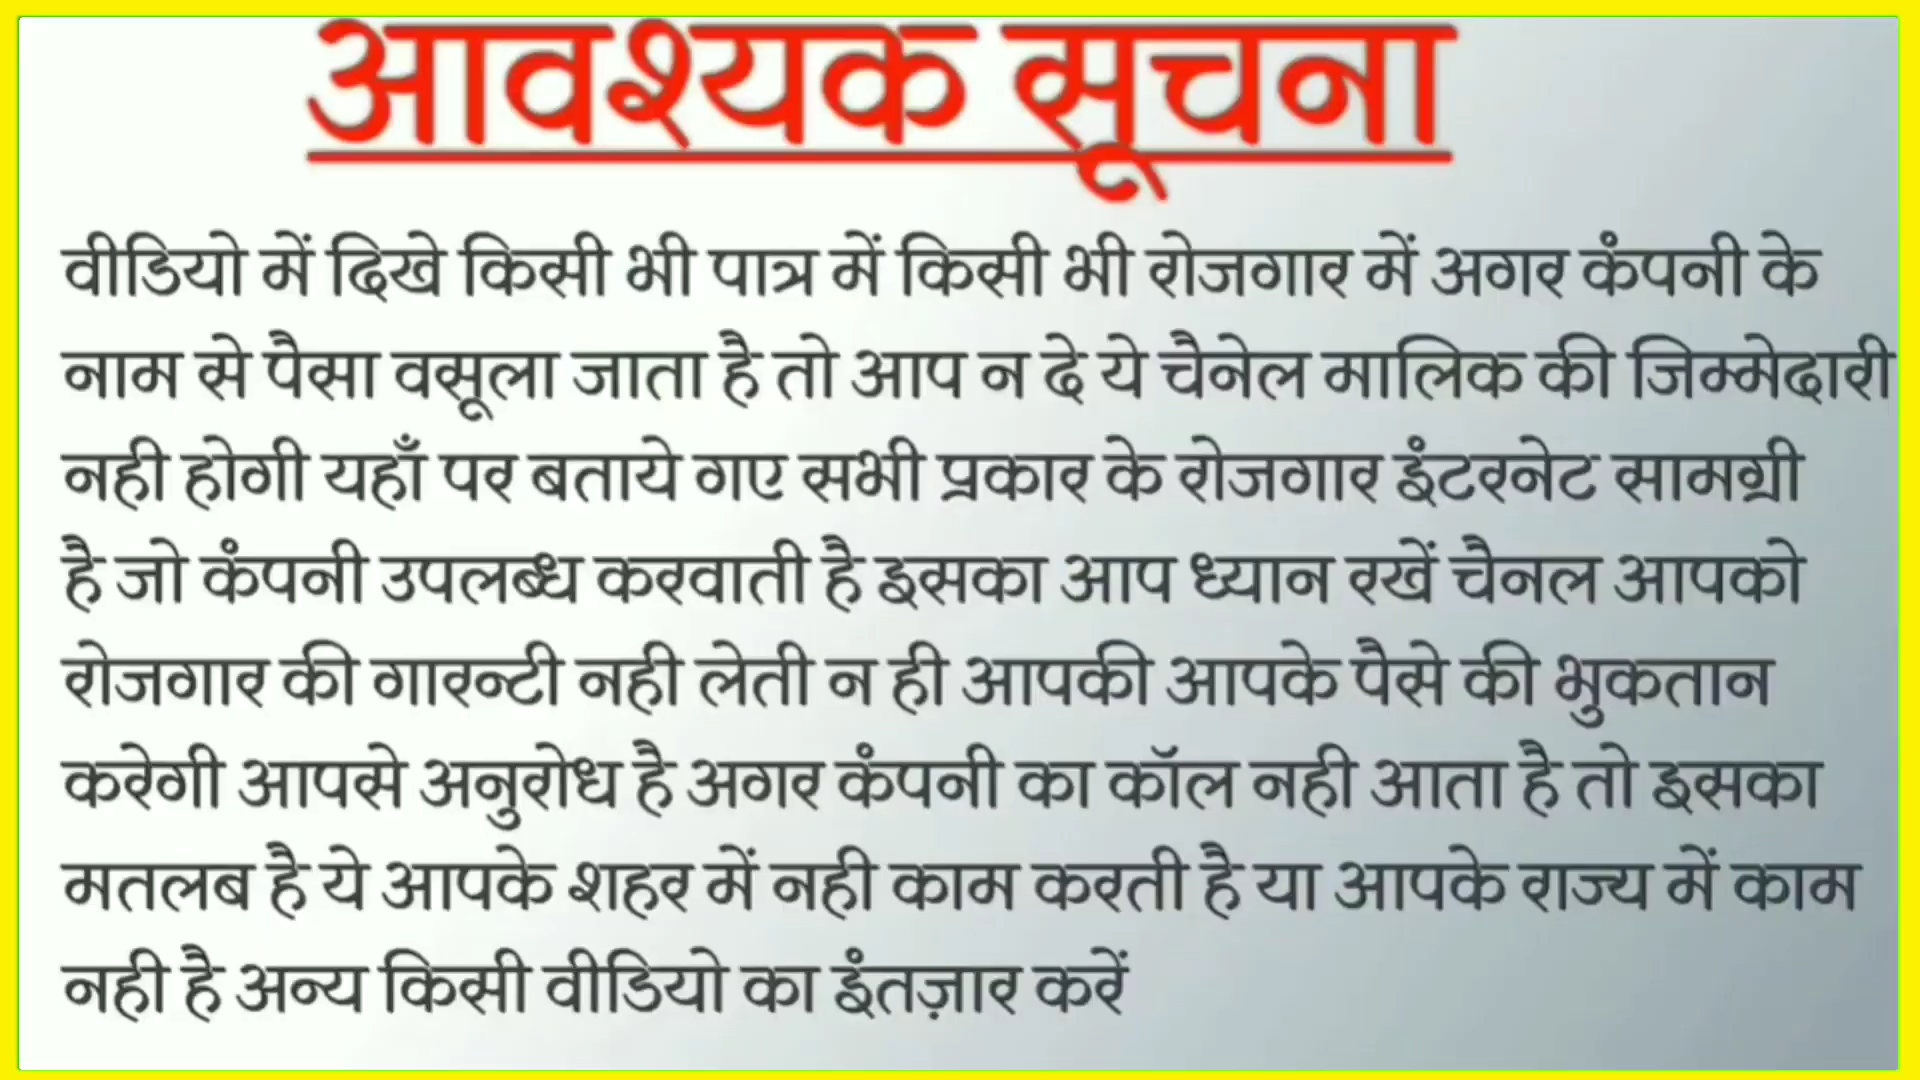 आवश्यक सूचना
वीडियो में दिखे किसी भी पात्र में किसी भी रोजगार में अगर कंपनी के
नाम से पैसा वसूला जाता है तो आप न दे ये चैनेल मालिक की जिम्मेदारी
नही होगी यहाँ पर बताये गए सभी प्रकार के रोजगार इंटरनेट सामग्री
है जो कंपनी उपलब्ध करवाती है इसका आप ध्यान रखें चैनल आपको
रोजगार की गारन्टी नही लेती न ही आपकी आपके पैसे की भुकतान
करेगी आपसे अनुरोध है अगर कंपनी का कॉल नही आता है तो इसका
मतलब है ये आपके शहर में नही काम करती है या आपके राज्य में काम
नही है अन्य किसी वीडियो का इंतज़ार करें